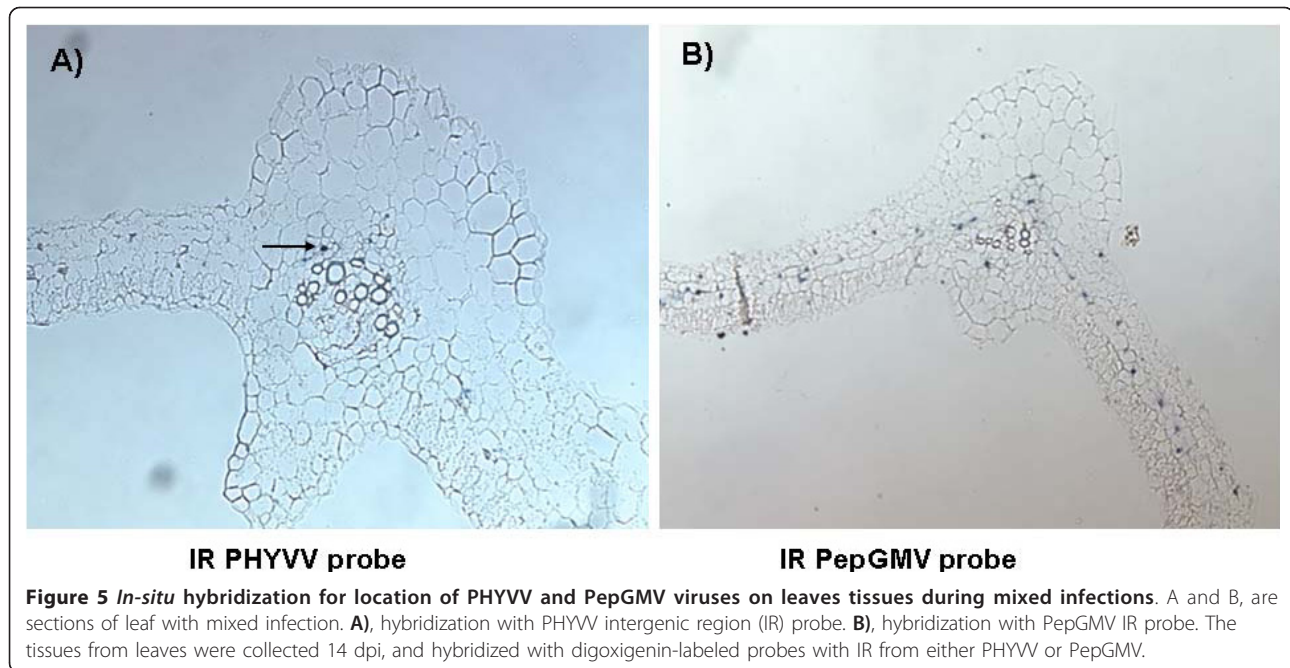 A)
B)
IR PHYVV probe
IR PepGMV probe
Figure 5 In-situ hybridization for location of PHYVV and PepGMV viruses on leaves tissues during mixed infections. A and B, are
sections of leaf with mixed infection. A), hybridization with PHYVV intergenic region (IR) probe. B), hybridization with PepGMV IR probe. The
tissues from leaves were collected 14 dpi, and hybridized with digoxigenin-labeled probes with IR from either PHYVV or PepGMV.